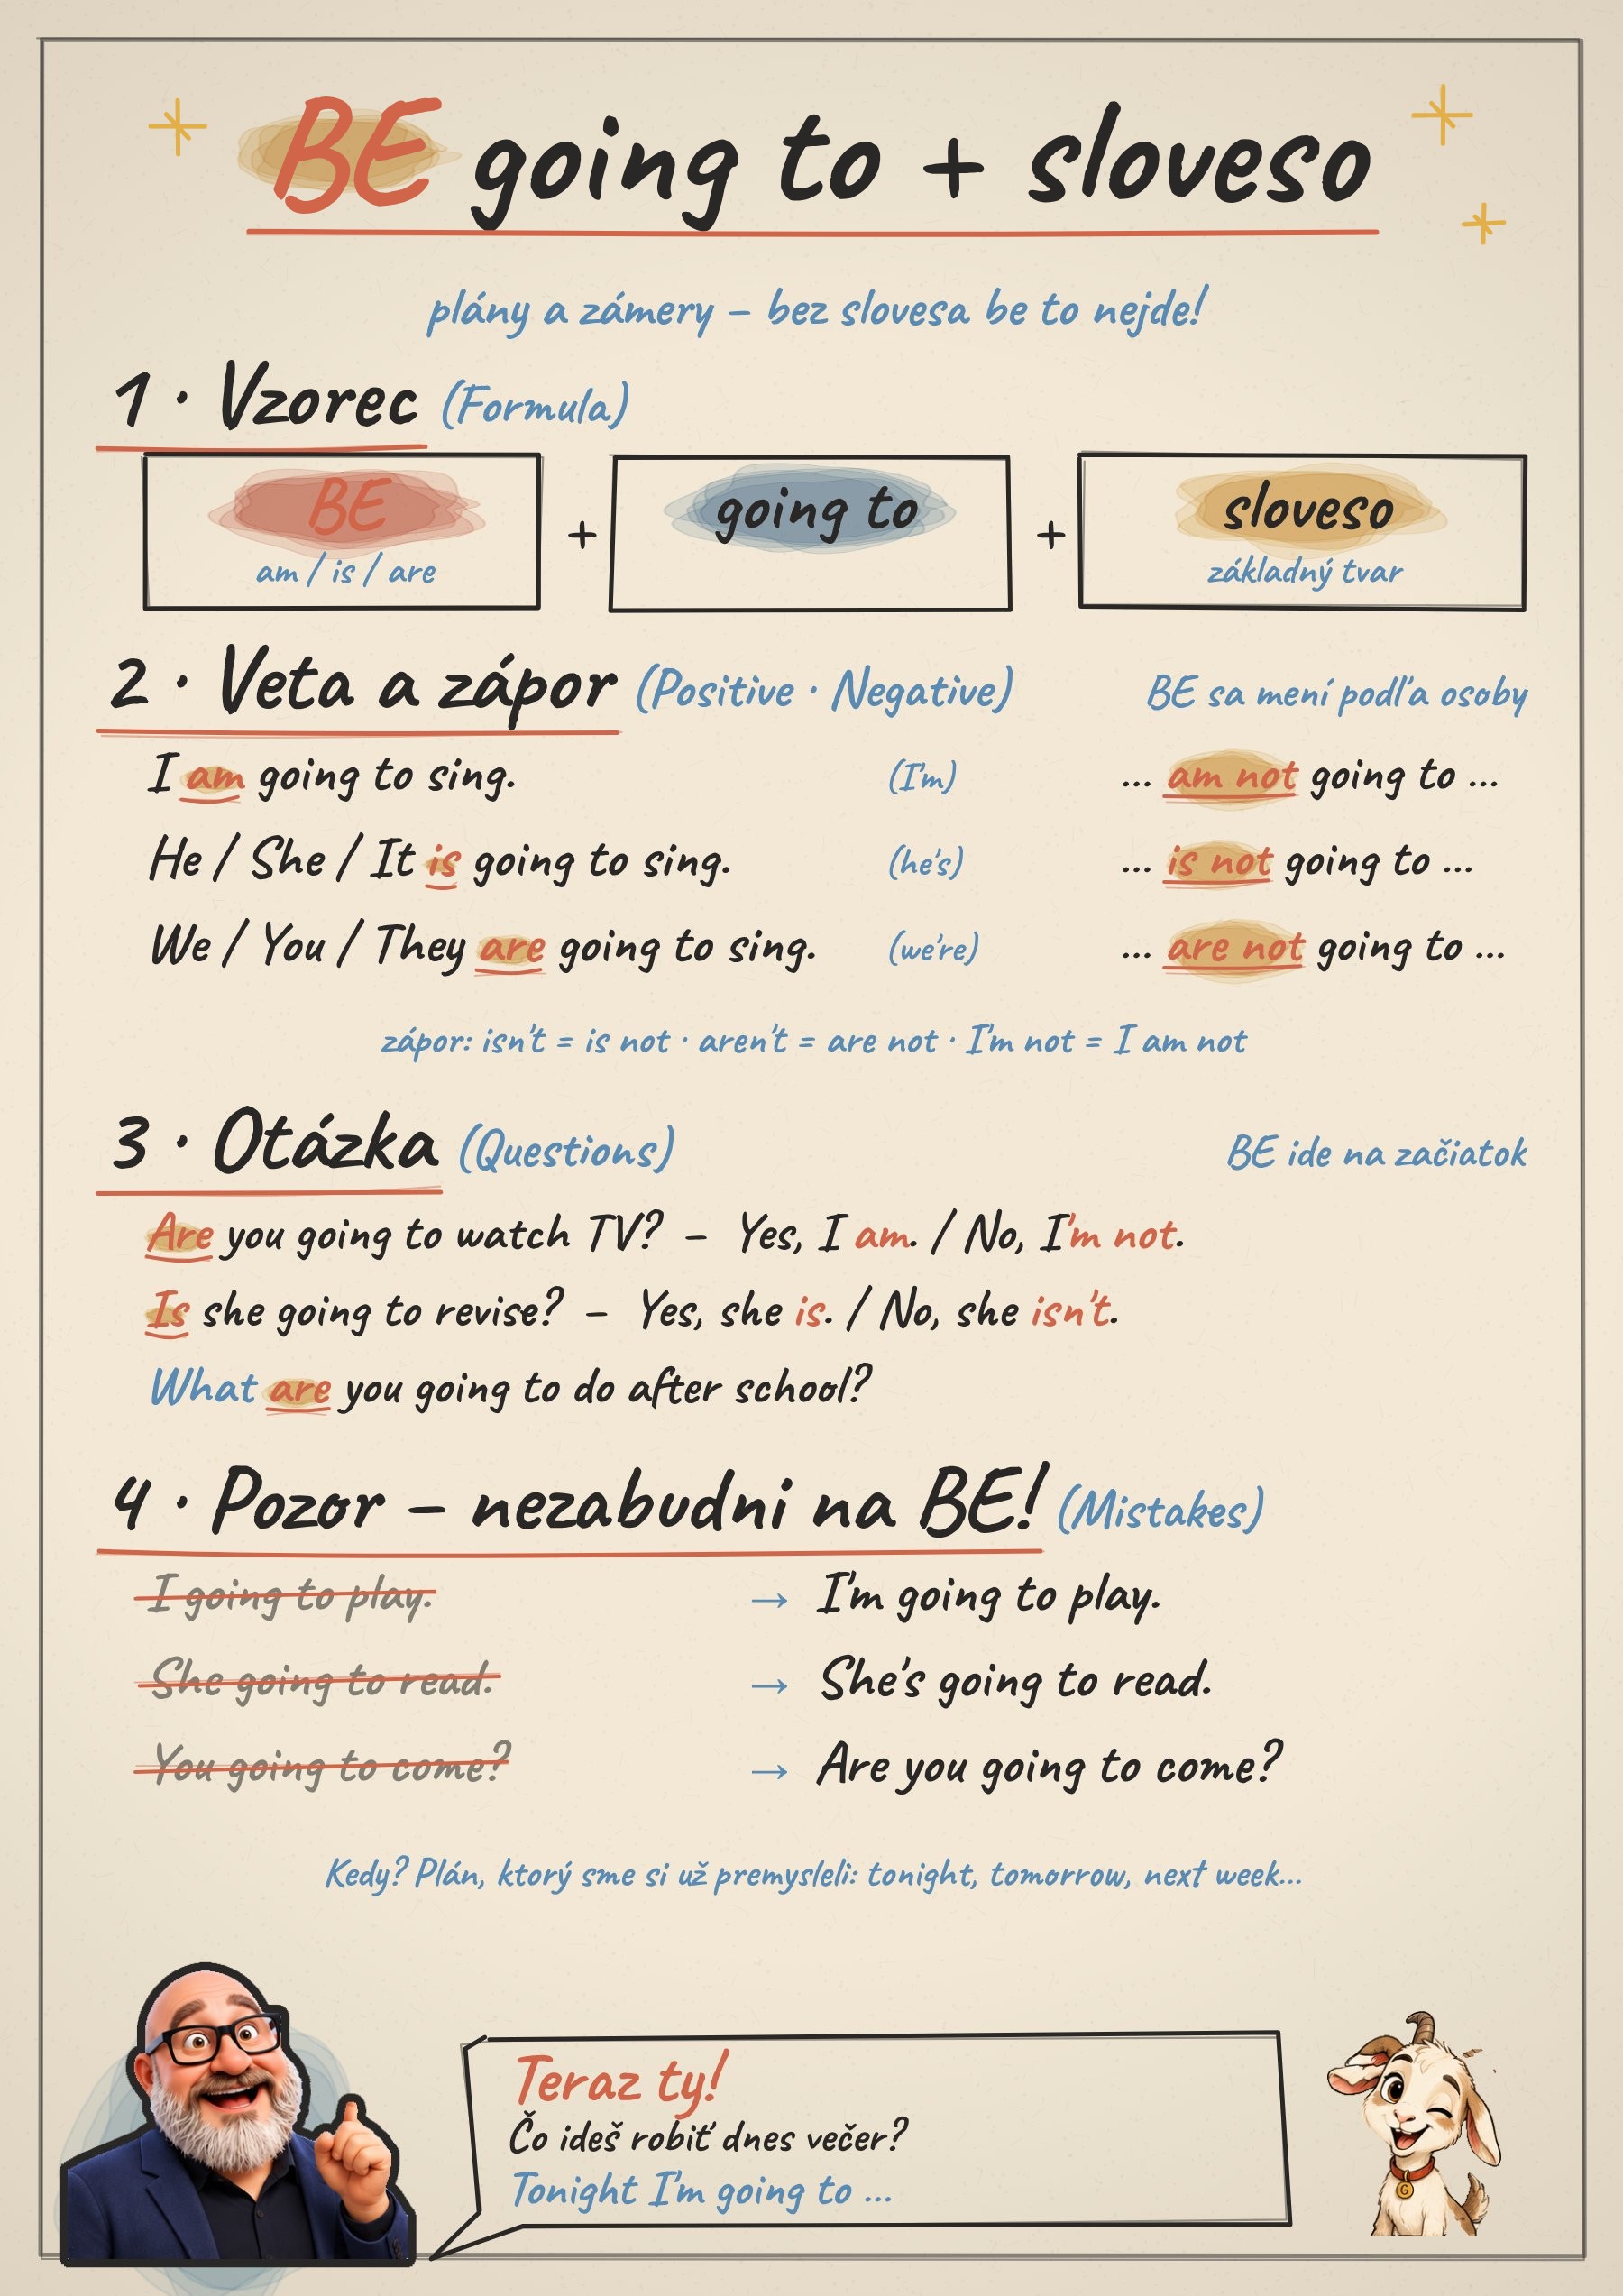 BE going to + sloveso
plány a zámery – bez slovesa be to nejde!
1 · Vzorec (Formula)
BE + going to + sloveso
am / is / are základný tvar
2 · Veta a zápor (Positive · Negative) BE sa mení podľa osoby
I am going to sing. (I'm) ... am not going to ...
He / She / It is going to sing. (he's) ... is not going to ...
We / You / They are going to sing. (we're) ... are not going to ...
zápor: isn't = is not · aren't = are not · I'm not = I am not
3 · Otázka (Questions) BE ide na začiatok
Are you going to watch TV? – Yes, I am. / No, I'm not.
Is she going to revise? – Yes, she is. / No, she isn't.
What are you going to do after school?
4 · Pozor – nezabudni na BE! (Mistakes)
I going to play. → I'm going to play.
She going to read. → She's going to read.
You going to come? → Are you going to come?
Kedy? Plán, ktorý sme si už premysleli: tonight, tomorrow, next week...
Teraz ty!
Čo ideš robiť dnes večer?
Tonight I'm going to ...
G